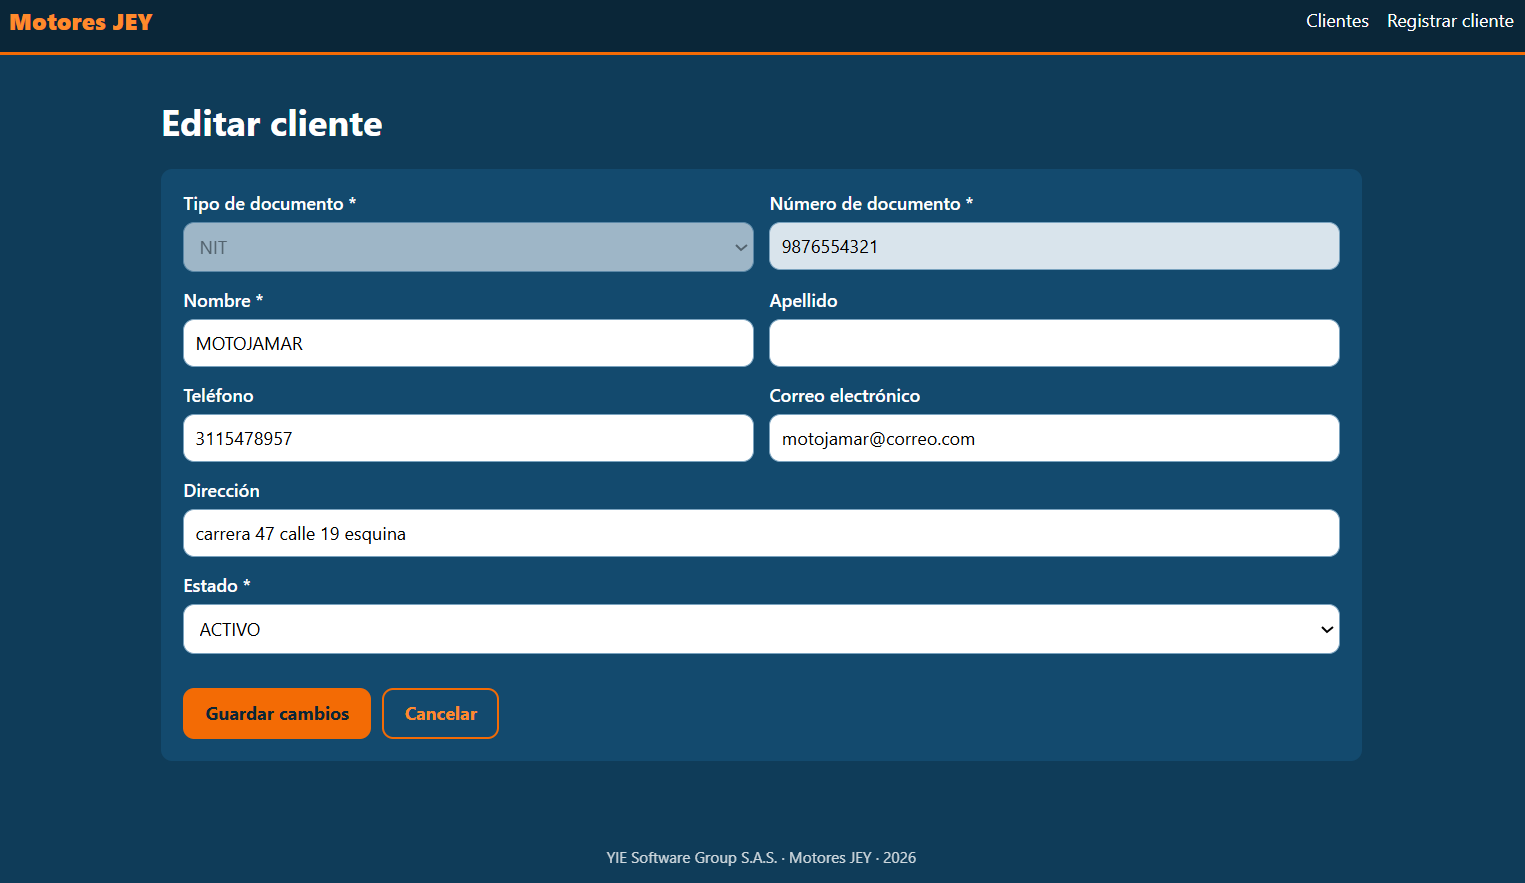 Motores JEY
Clientes Registrar cliente
Editar cliente
Tipo de documento * Número de documento *
NIT 9876554321
Nombre * Apellido
MOTOJAMAR
Teléfono Correo electrónico
3115478957 motojamar@correo.com
Dirección
carrera 47 calle 19 esquina
Estado *
ACTIVO
Guardar cambios Cancelar
YIE Software Group S.A.S. · Motores JEY · 2026